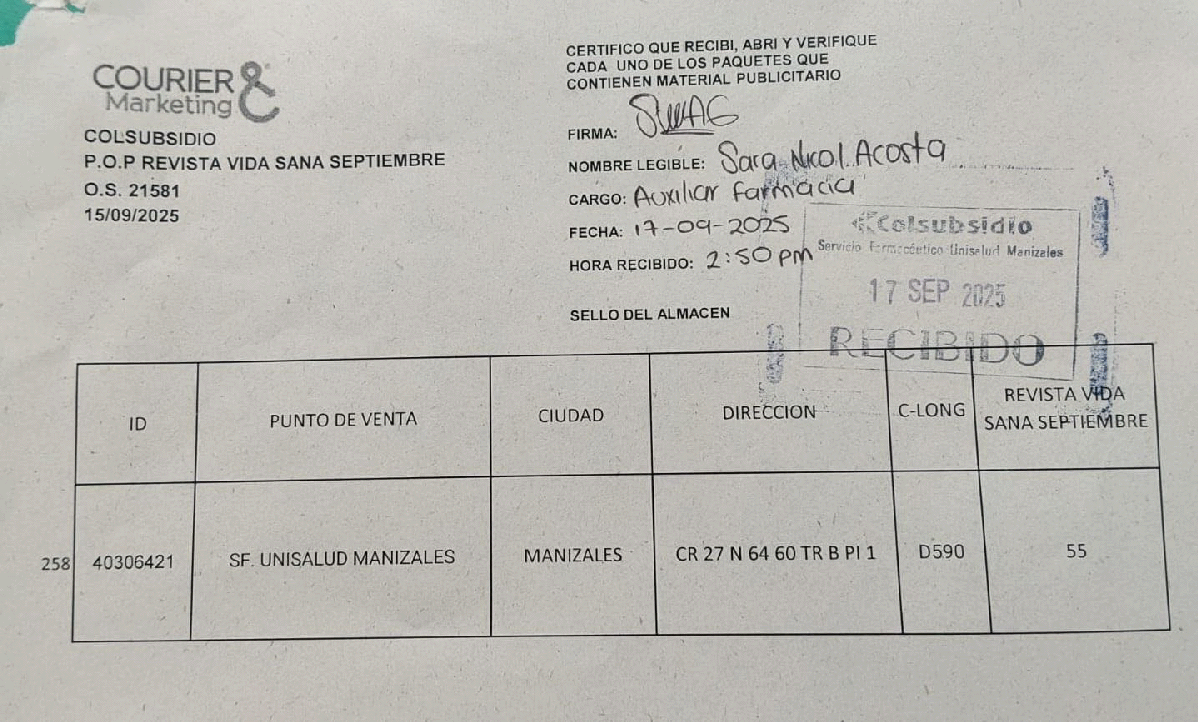 COURIER &
Marketing
COLSUBSIDIO
P.O.P REVISTA VIDA SANA SEPTIEMBRE
O.S. 21581
15/09/2025
CERTIFICO QUE RECIBI, ABRI Y VERIFIQUE
CADA UNO DE LOS PAQUETES QUE
CONTIENEN MATERIAL PUBLICITARIO
FIRMA:
NOMBRE LEGIBLE: Sara Nicol Acosta
CARGO: Auxiliar farmacia
FECHA: 17-09-2025
HORA RECIBIDO: 2:50 pm
SELLO DEL ALMACEN
Colsubsidio
Servicio Farmacéutico Unisalud Manizales
17 SEP 2025
RECIBIDO
ID PUNTO DE VENTA CIUDAD DIRECCION C-LONG REVISTA VIDA SANA SEPTIEMBRE
258 40306421 SF. UNISALUD MANIZALES MANIZALES CR 27 N 64 60 TR B PI 1 D590 55